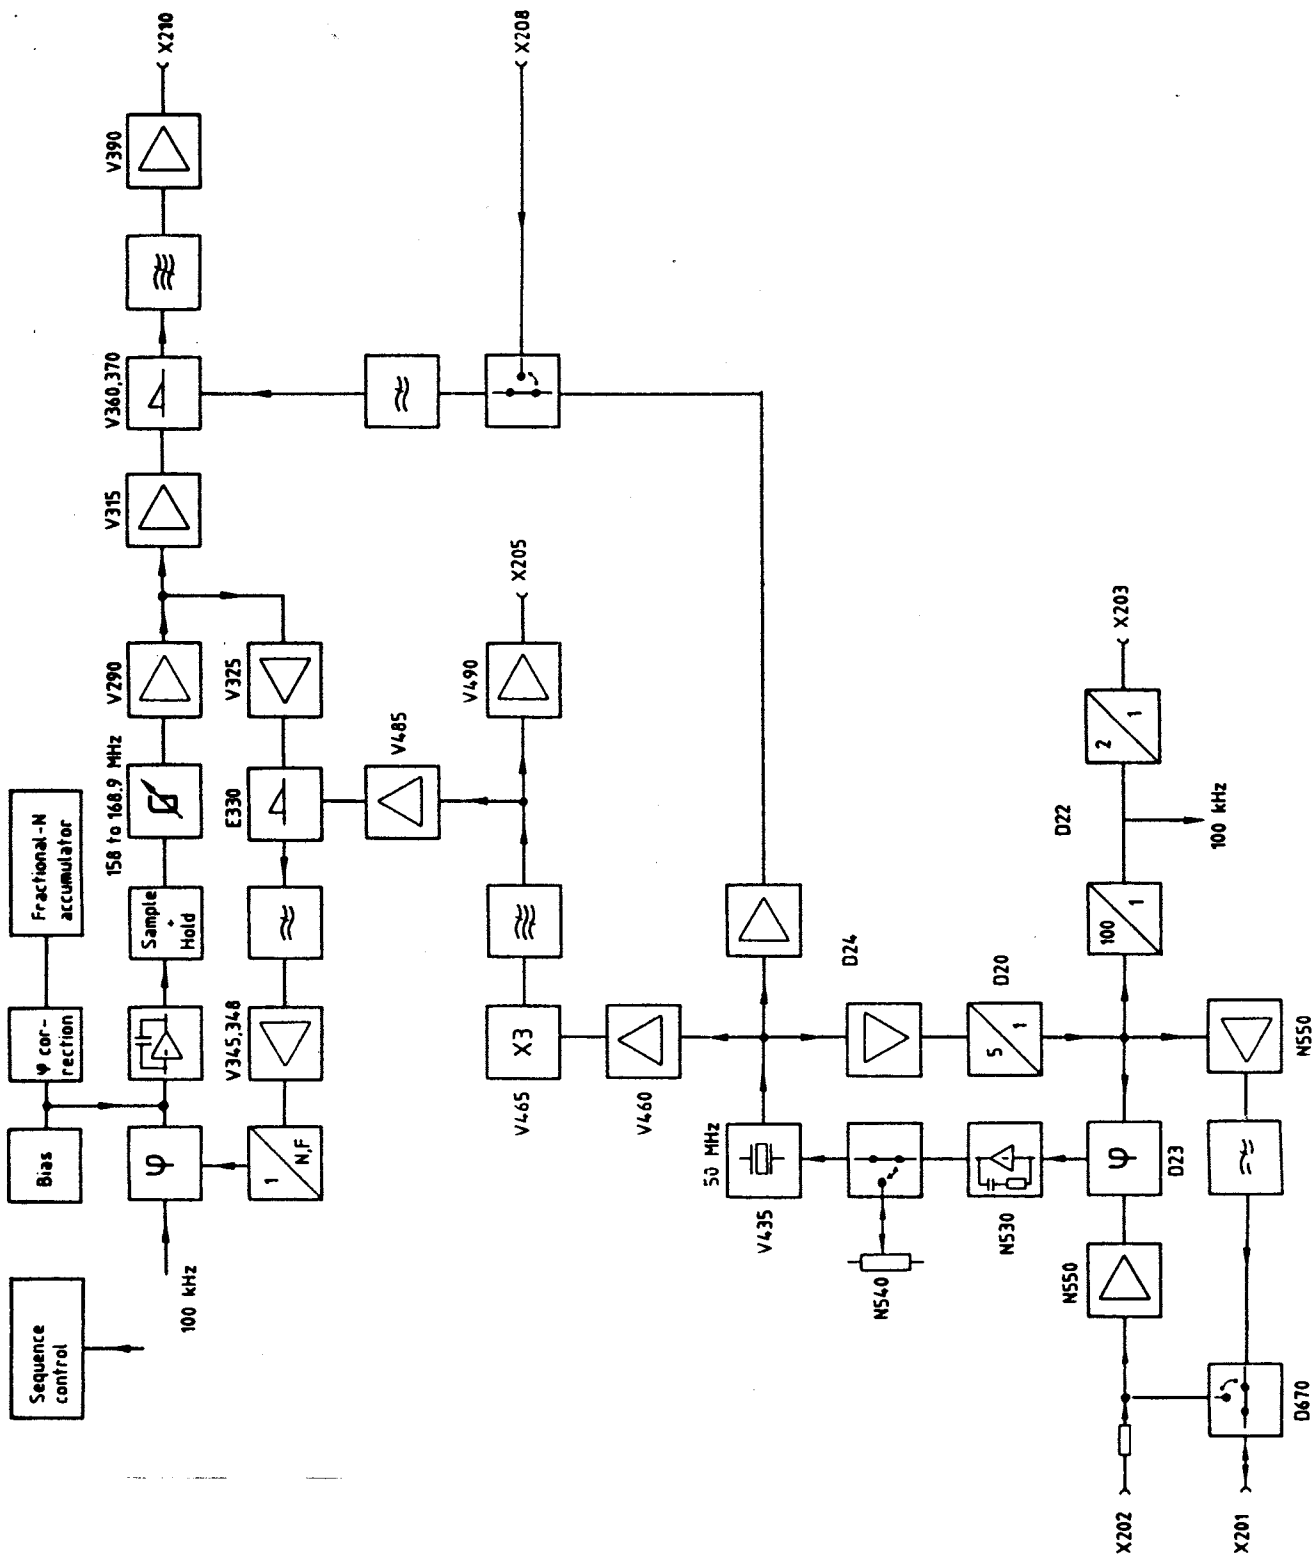 X210
V390
V360,370
V315
V290
158 to 168.9 MHz
Fractional-N
accumulator
Sample
+
Hold
φ cor-
rection
Bias
φ
100 kHz
Sequence
control
V325
E330
V345,348
1
N,F
X208
X205
V490
V485
X3
V465
V460
50 MHz
V435
D24
D20
5
1
N540
N530
X203
2
1
D22
100 kHz
100
1
N550
φ
D23
N550
X202
X201
D670